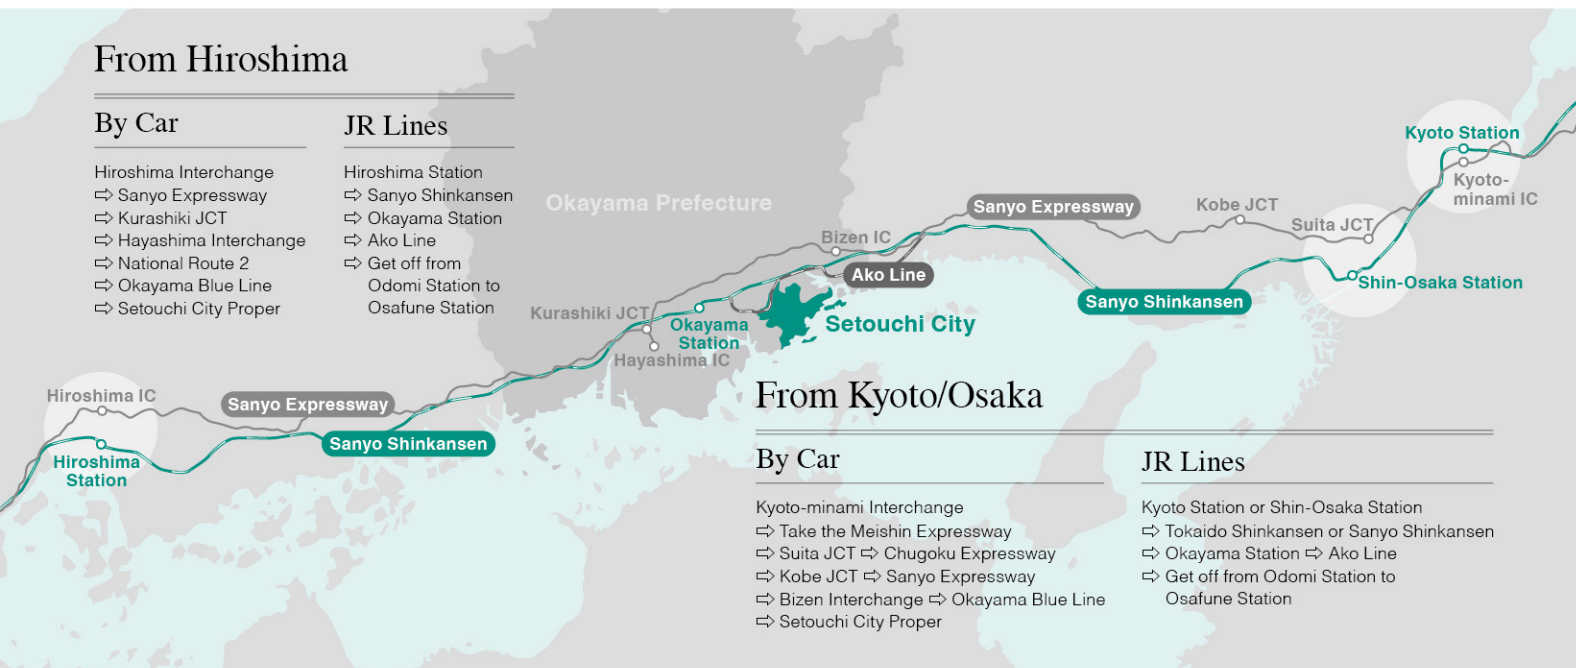 From Hiroshima
By Car
Hiroshima Interchange
⇨ Sanyo Expressway
⇨ Kurashiki JCT
⇨ Hayashima Interchange
⇨ National Route 2
⇨ Okayama Blue Line
⇨ Setouchi City Proper
JR Lines
Hiroshima Station
⇨ Sanyo Shinkansen
⇨ Okayama Station
⇨ Ako Line
⇨ Get off from
Odomi Station to
Osafune Station
Okayama Prefecture
Kyoto Station
Kyoto-
minami IC
Sanyo Expressway
Kobe JCT
Suita JCT
Bizen IC
Ako Line
Shin-Osaka Station
Sanyo Shinkansen
Kurashiki JCT
Okayama
Station
Setouchi City
Hayashima IC
Hiroshima IC
Sanyo Expressway
Sanyo Shinkansen
Hiroshima
Station
From Kyoto/Osaka
By Car
Kyoto-minami Interchange
⇨ Take the Meishin Expressway
⇨ Suita JCT ⇨ Chugoku Expressway
⇨ Kobe JCT ⇨ Sanyo Expressway
⇨ Bizen Interchange ⇨ Okayama Blue Line
⇨ Setouchi City Proper
JR Lines
Kyoto Station or Shin-Osaka Station
⇨ Tokaido Shinkansen or Sanyo Shinkansen
⇨ Okayama Station ⇨ Ako Line
⇨ Get off from Odomi Station to
Osafune Station